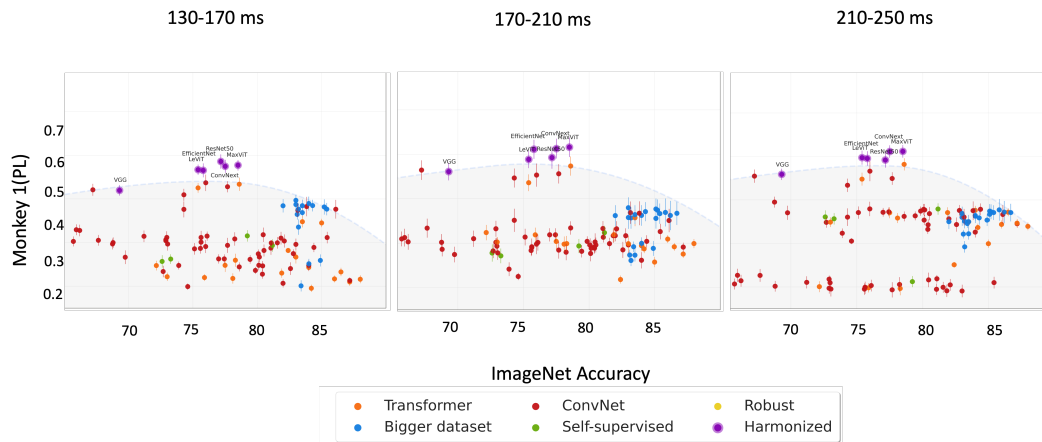 130-170 ms
170-210 ms
210-250 ms
Monkey 1(PL)
0.7
0.6
0.5
0.4
0.3
0.2
VGG
EfficientNet
LeViT
ResNet50
MaxViT
ConvNext
70
75
80
85
VGG
EfficientNet
ConvNext
MaxViT
LeViT
ResNet50
70
75
80
85
VGG
EfficientNet
ConvNext
MaxViT
LeViT
ResNet50
70
75
80
85
ImageNet Accuracy
Transformer
ConvNet
Robust
Bigger dataset
Self-supervised
Harmonized